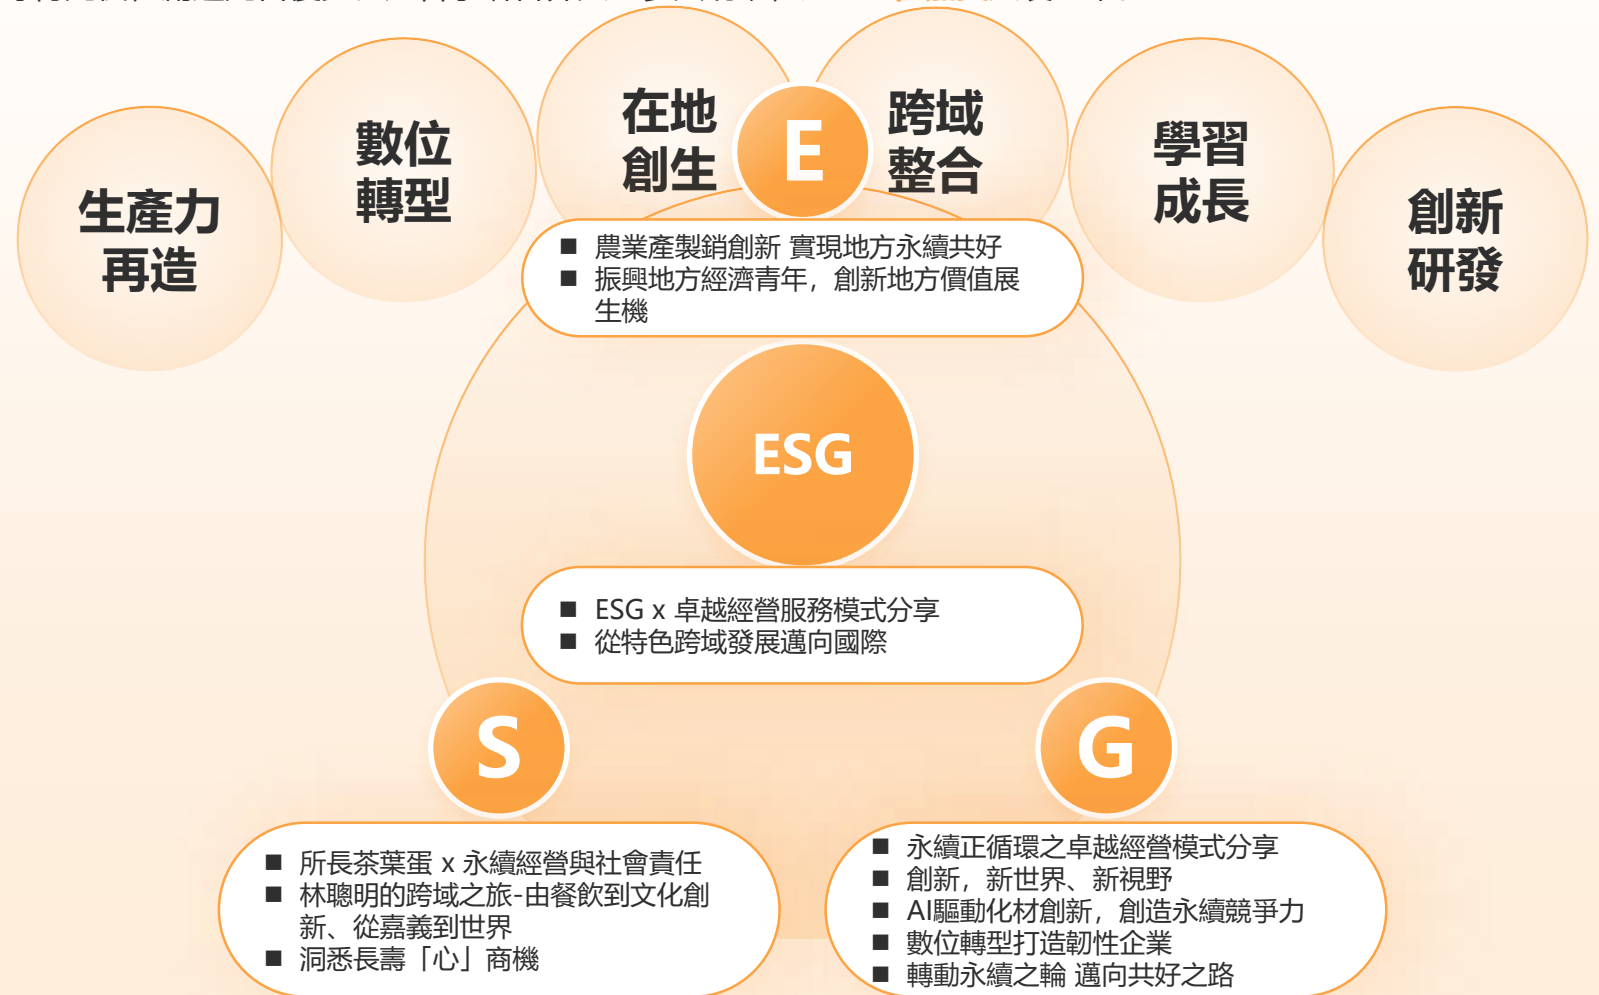 生產力
再造
數位
轉型
在地
創生
E
跨域
整合
學習
成長
創新
研發
■ 農業產製銷創新 實現地方永續共好
■ 振興地方經濟青年，創新地方價值展
生機
ESG
■ ESG x 卓越經營服務模式分享
■ 從特色跨域發展邁向國際
S
■ 所長茶葉蛋 x 永續經營與社會責任
■ 林聰明的跨域之旅-由餐飲到文化創
新、從嘉義到世界
■ 洞悉長壽「心」商機
G
■ 永續正循環之卓越經營模式分享
■ 創新，新世界、新視野
■ AI驅動化材創新，創造永續競爭力
■ 數位轉型打造韌性企業
■ 轉動永續之輪 邁向共好之路